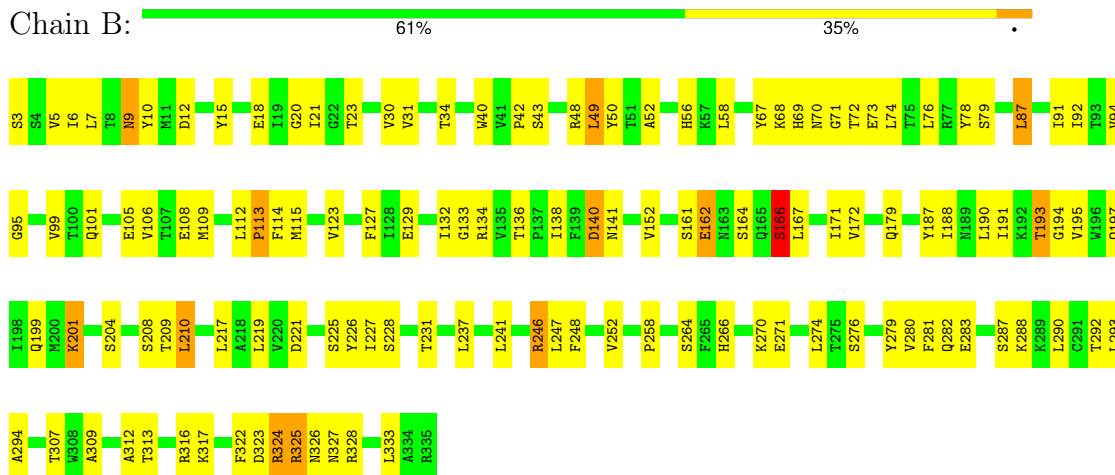 Chain B:
61% 35% •
S3 S4 V5 I6 L7 T8 N9 Y10 M11 D12 Y15 E18 I19 G20 I21 G22 T23 V30 V31 T34 W40 V41 P42 S43 R48 L49 Y50 T51 A52 H56 K57 L58 Y67 K68 H69 N70 G71 T72 E73 L74 T75 L76 R77 Y78 S79 L87 I91 I92 T93 V94
G95 V99 T100 Q101 E105 V106 T107 E108 M109 L112 P113 F114 M115 V123 F127 I128 E129 I132 G133 R134 V135 T136 P137 I138 F139 D140 N141 V152 S161 E162 N163 S164 Q165 S166 L167 I171 V172 Q179 Y187 I188 N189 L190 I191 K192 T193 G194 V195 W196 Q197
I198 Q199 M200 K201 S204 S208 T209 L210 L217 A218 L219 V220 D221 S225 Y226 I227 S228 T231 L237 L241 R246 L247 F248 V252 P258 S264 F265 H266 K270 E271 L274 T275 S276 Y279 V280 F281 Q282 E283 S287 K288 K289 L290 C291 T292 L293
A294 T307 W308 A309 A312 T313 R316 K317 F322 D323 R324 R325 N326 N327 R328 L333 A334 R335